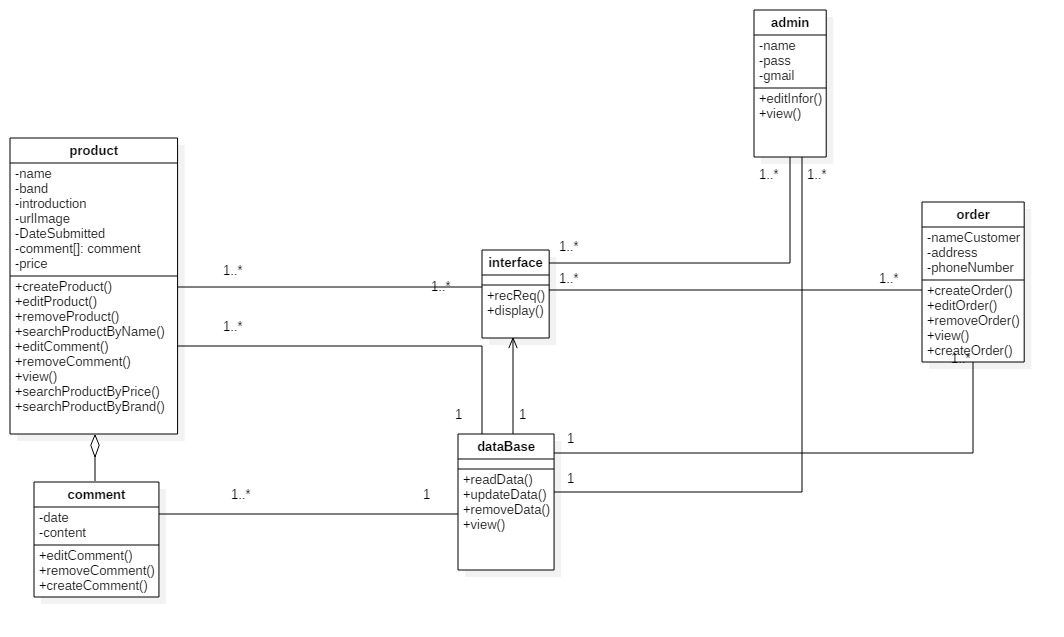 admin
-name
-pass
-gmail
+editInfor()
+view()
1..*
1..*
product
-name
-band
-introduction
-urlImage
-DateSubmitted
-comment[]: comment
-price
+createProduct()
+editProduct()
+removeProduct()
+searchProductByName()
+editComment()
+removeComment()
+view()
+searchProductByPrice()
+searchProductByBrand()
1..*
1..*
1..*
interface
+recReq()
+display()
1..*
1..*
1..*
order
-nameCustomer
-address
-phoneNumber
+createOrder()
+editOrder()
+removeOrder()
+view()
+createOrder()
1..*
1
1
dataBase
+readData()
+updateData()
+removeData()
+view()
1
1
comment
-date
-content
+editComment()
+removeComment()
+createComment()
1..*
1